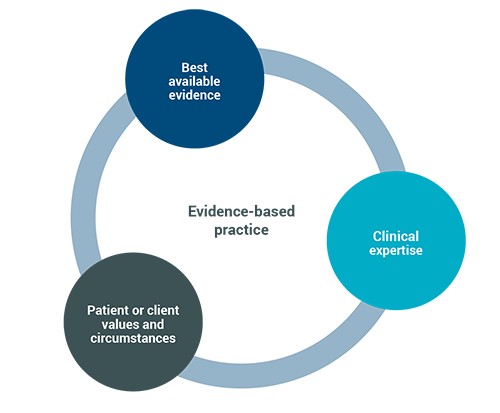 Best
available
evidence
Evidence-based
practice
Clinical
expertise
Patient or client
values and
circumstances